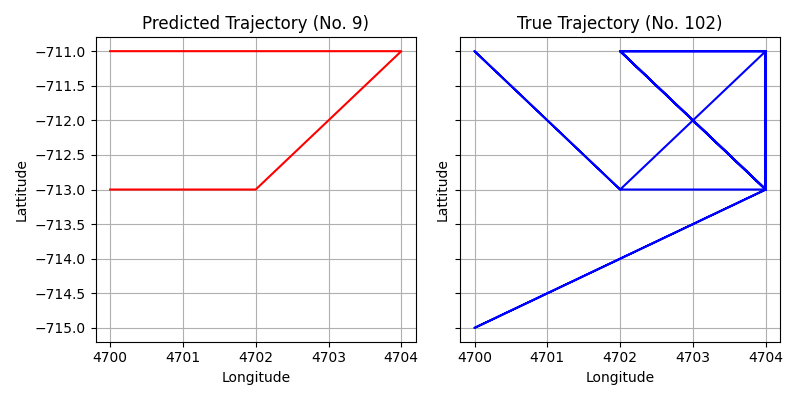 Predicted Trajectory (No. 9)
True Trajectory (No. 102)
−711.0
−711.5
−712.0
−712.5
−713.0
−713.5
−714.0
−714.5
−715.0
Lattitude
Lattitude
4700 4701 4702 4703 4704
4700 4701 4702 4703 4704
Longitude
Longitude